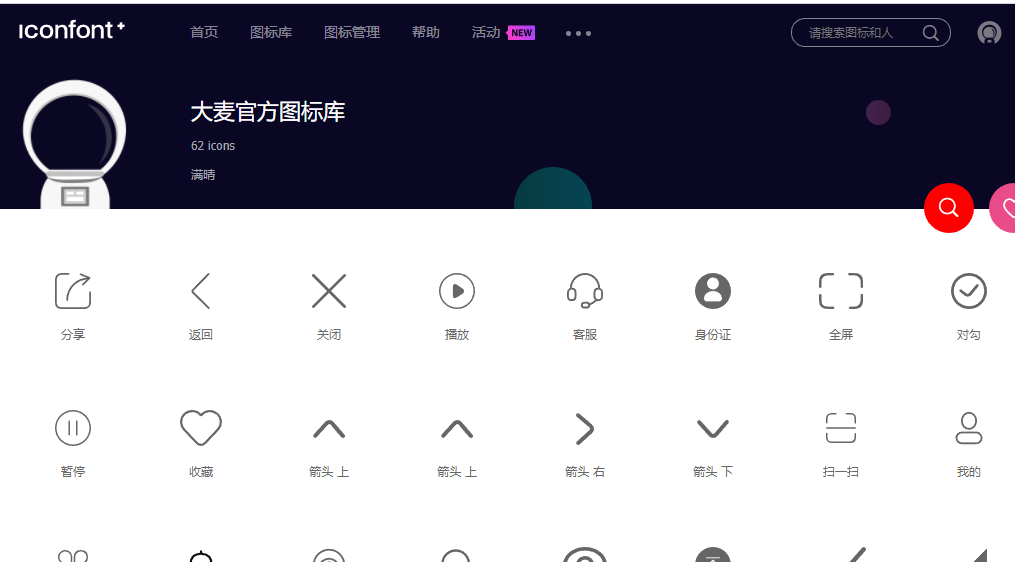 iconfont+
首页 图标库 图标管理 帮助 活动 NEW 请搜索图标和人
大麦官方图标库
62 icons
满晴
分享 返回 关闭 播放 客服 身份证 全屏 对勾
暂停 收藏 箭头 上 箭头 上 箭头 右 箭头 下 扫一扫 我的